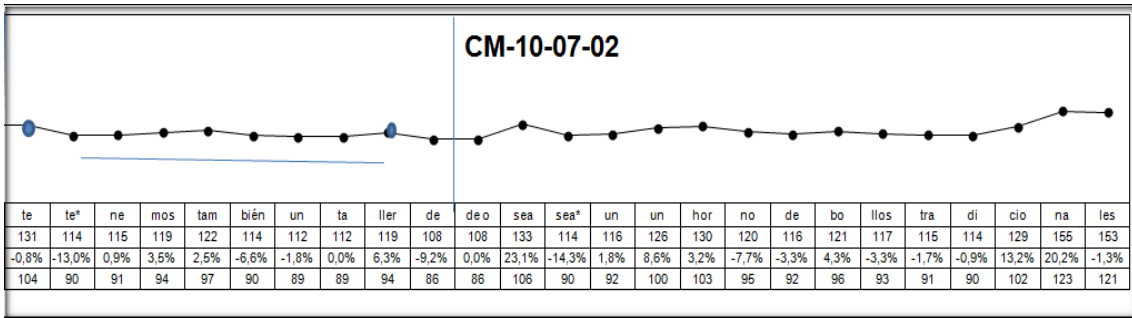 CM-10-07-02
te te* ne mos tam bién un ta ller de de o sea sea* un un hor no de bo llos tra di cio na les
131 114 115 119 122 114 112 112 119 108 108 133 114 116 126 130 120 116 121 117 115 114 129 155 153
-0,8% -13,0% 0,9% 3,5% 2,5% -6,6% -1,8% 0,0% 6,3% -9,2% 0,0% 23,1% -14,3% 1,8% 8,6% 3,2% -7,7% -3,3% 4,3% -3,3% -1,7% -0,9% 13,2% 20,2% -1,3%
104 90 91 94 97 90 89 89 94 86 86 106 90 92 100 103 95 92 96 93 91 90 102 123 121